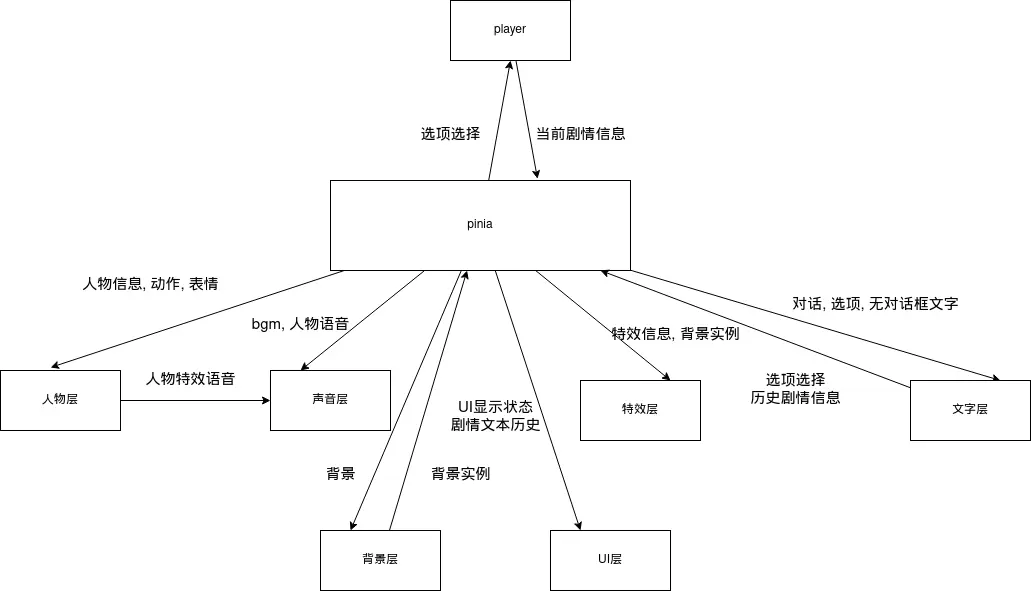 player
选项选择
当前剧情信息
pinia
人物信息, 动作, 表情
对话, 选项, 无对话框文字
bgm, 人物语音
特效信息, 背景实例
人物特效语音
选项选择
历史剧情信息
人物层
声音层
特效层
文字层
UI显示状态
剧情文本历史
背景
背景实例
背景层
UI层